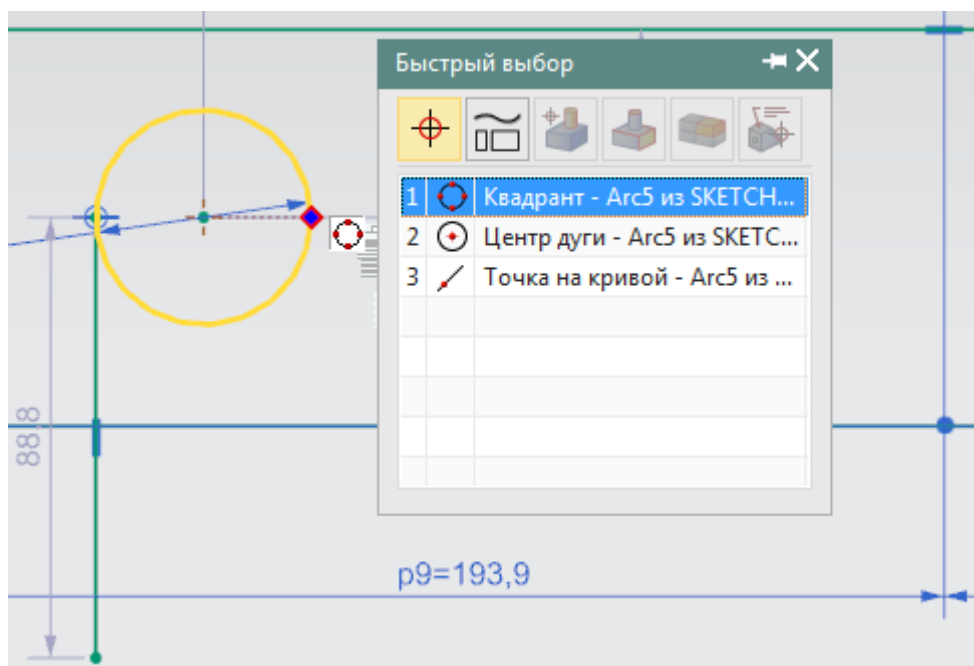 Быстрый выбор
1 Квадрант - Arc5 из SKETCH...
2 Центр дуги - Arc5 из SKETC...
3 Точка на кривой - Arc5 из ...
88,8
p9=193,9